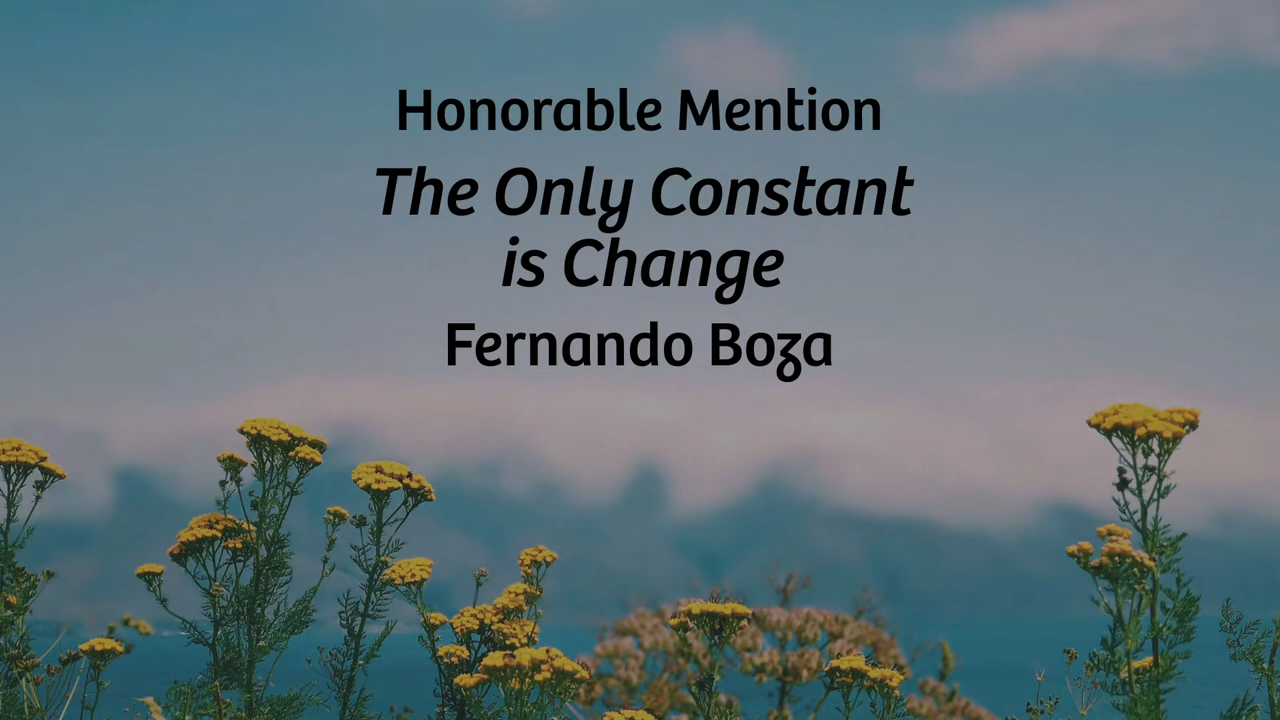 Honorable Mention
The Only Constant
is Change
Fernando Boza